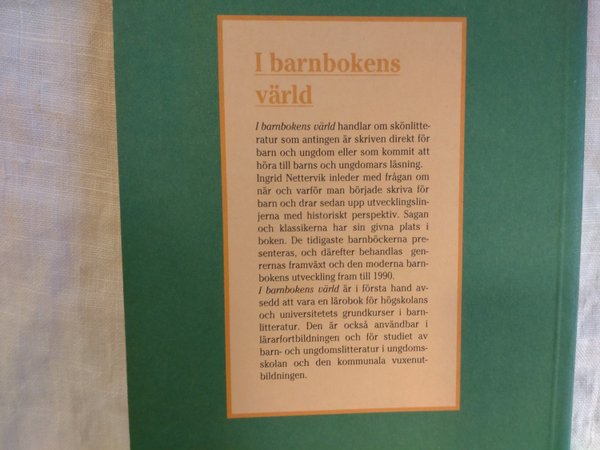 I barnbokens
värld
I barnbokens värld handlar om skönlitte-
ratur som antingen är skriven direkt för
barn och ungdom eller som kommit att
höra till barns och ungdomars läsning.
Ingrid Nettervik inleder med frågan om
när och varför man började skriva för
barn och drar sedan upp utvecklingslin-
jerna med historiskt perspektiv. Sagan
och klassikerna har sin givna plats i
boken. De tidigaste barnböckerna pre-
senteras, och därefter behandlas gen-
rernas framväxt och den moderna barn-
bokens utveckling fram till 1990.
I barnbokens värld är i första hand av-
sedd att vara en lärobok för högskolans
och universitetets grundkurser i barn-
litteratur. Den är också användbar i
lärarfortbildningen och för studiet av
barn- och ungdomslitteratur i ungdoms-
skolan och den kommunala vuxenut-
bildningen.